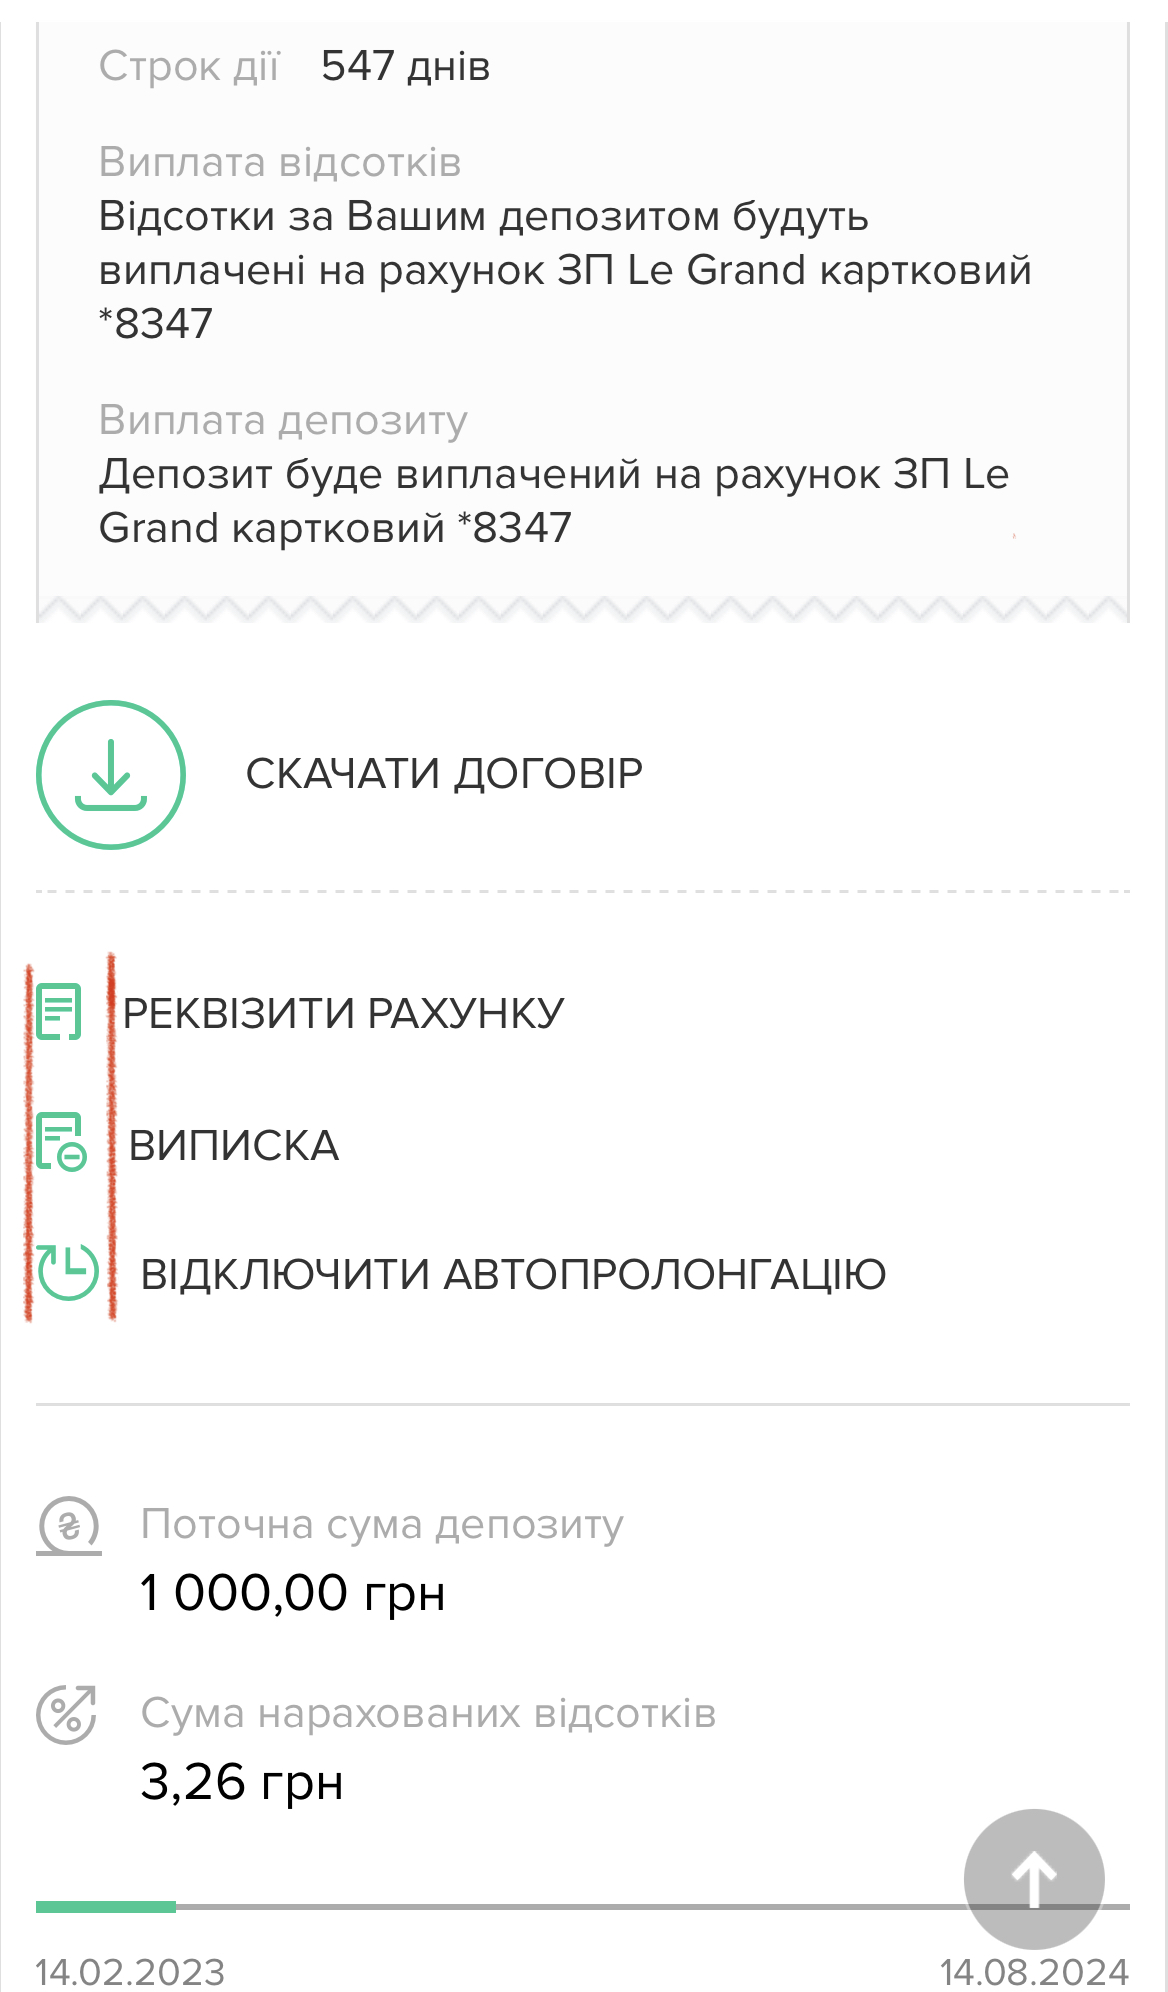 Строк дії 547 днів
Виплата відсотків
Відсотки за Вашим депозитом будуть
виплачені на рахунок ЗП Le Grand картковий
*8347
Виплата депозиту
Депозит буде виплачений на рахунок ЗП Le
Grand картковий *8347
СКАЧАТИ ДОГОВІР
РЕКВІЗИТИ РАХУНКУ
ВИПИСКА
ВІДКЛЮЧИТИ АВТОПРОЛОНГАЦІЮ
Поточна сума депозиту
1 000,00 грн
Сума нарахованих відсотків
3,26 грн
14.02.2023 14.08.2024